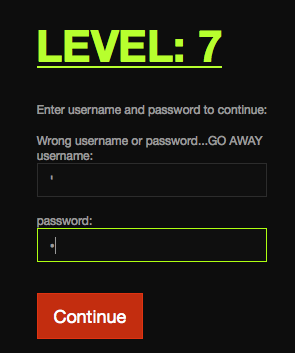 LEVEL: 7
Enter username and password to continue:
Wrong username or password...GO AWAY
username:
'
password:
•
Continue